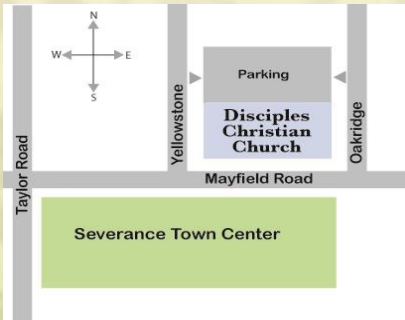 N
W E
S
Parking
Disciples
Christian
Church
Yellowstone
Oakridge
Taylor Road
Mayfield Road
Severance Town Center